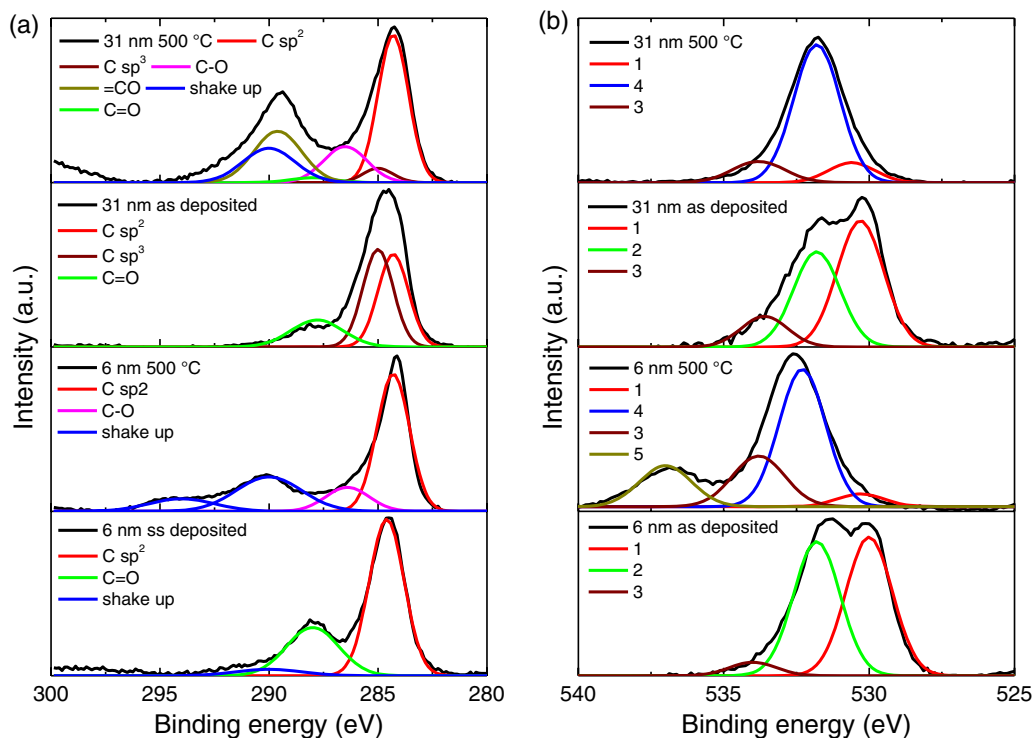 (a)
31 nm 500 °C C sp²
C sp³ C-O
=CO shake up
C=O
31 nm as deposited
C sp²
C sp³
C=O
6 nm 500 °C
C sp2
C-O
shake up
6 nm ss deposited
C sp²
C=O
shake up
Intensity (a.u.)
300 295 290 285 280
Binding energy (eV)
(b)
31 nm 500 °C
1
4
3
31 nm as deposited
1
2
3
6 nm 500 °C
1
4
3
5
6 nm as deposited
1
2
3
Intensity (a.u.)
540 535 530 525
Binding energy (eV)